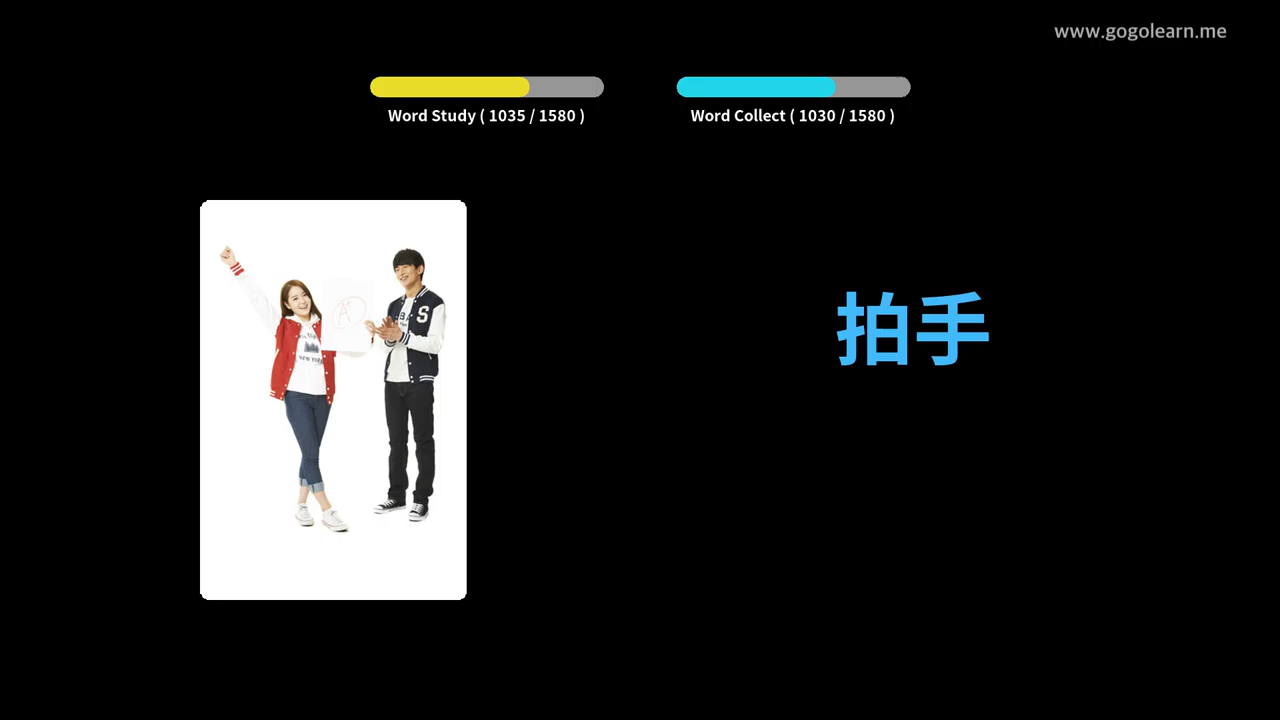 www.gogolearn.me
Word Study ( 1035 / 1580 )
Word Collect ( 1030 / 1580 )
A
S
拍手